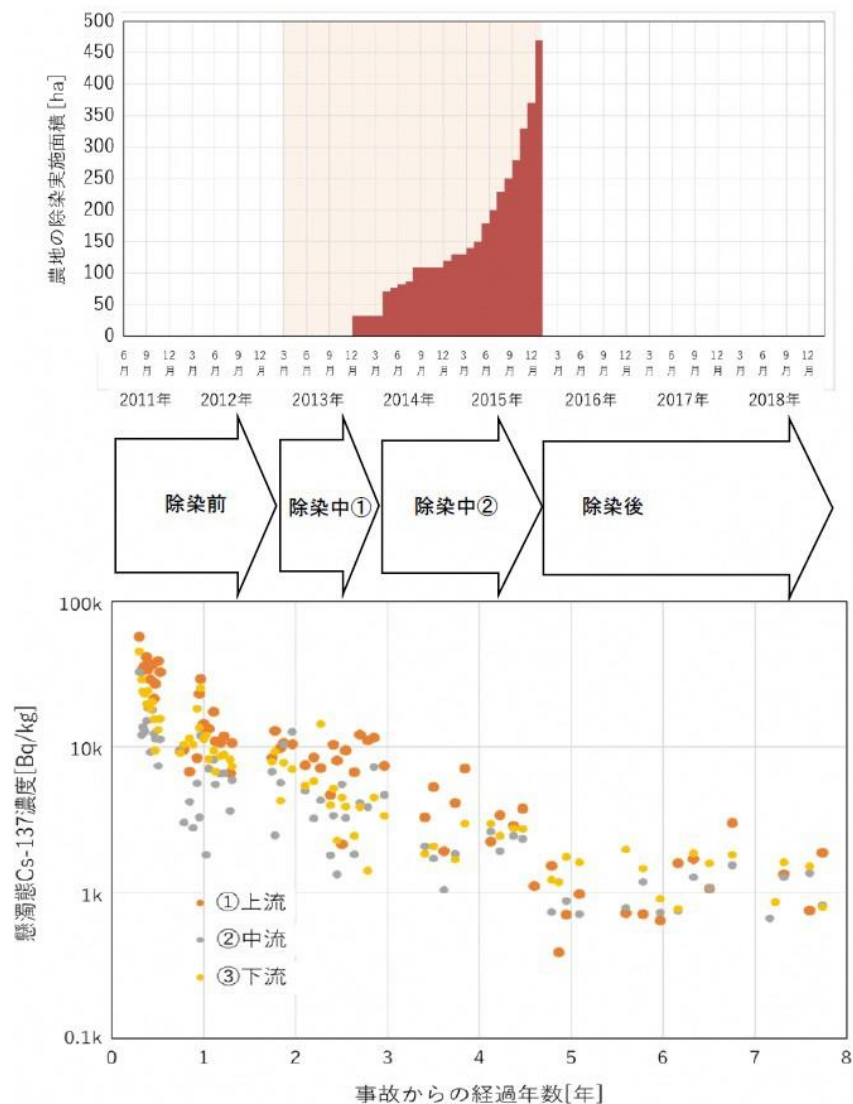 農地の除染実施面積 [ha]
500
450
400
350
300
250
200
150
100
50
0
6月 9月 12月 3月 6月 9月 12月 3月 6月 9月 12月 3月 6月 9月 12月 3月 6月 9月 12月 3月 6月 9月 12月 3月 6月 9月 12月 3月 6月 9月 12月
2011年 2012年 2013年 2014年 2015年 2016年 2017年 2018年
除染前 除染中① 除染中② 除染後
懸濁態Cs-137濃度[Bq/kg]
100k
10k
1k
0.1k
①上流
②中流
③下流
0 1 2 3 4 5 6 7 8
事故からの経過年数[年]